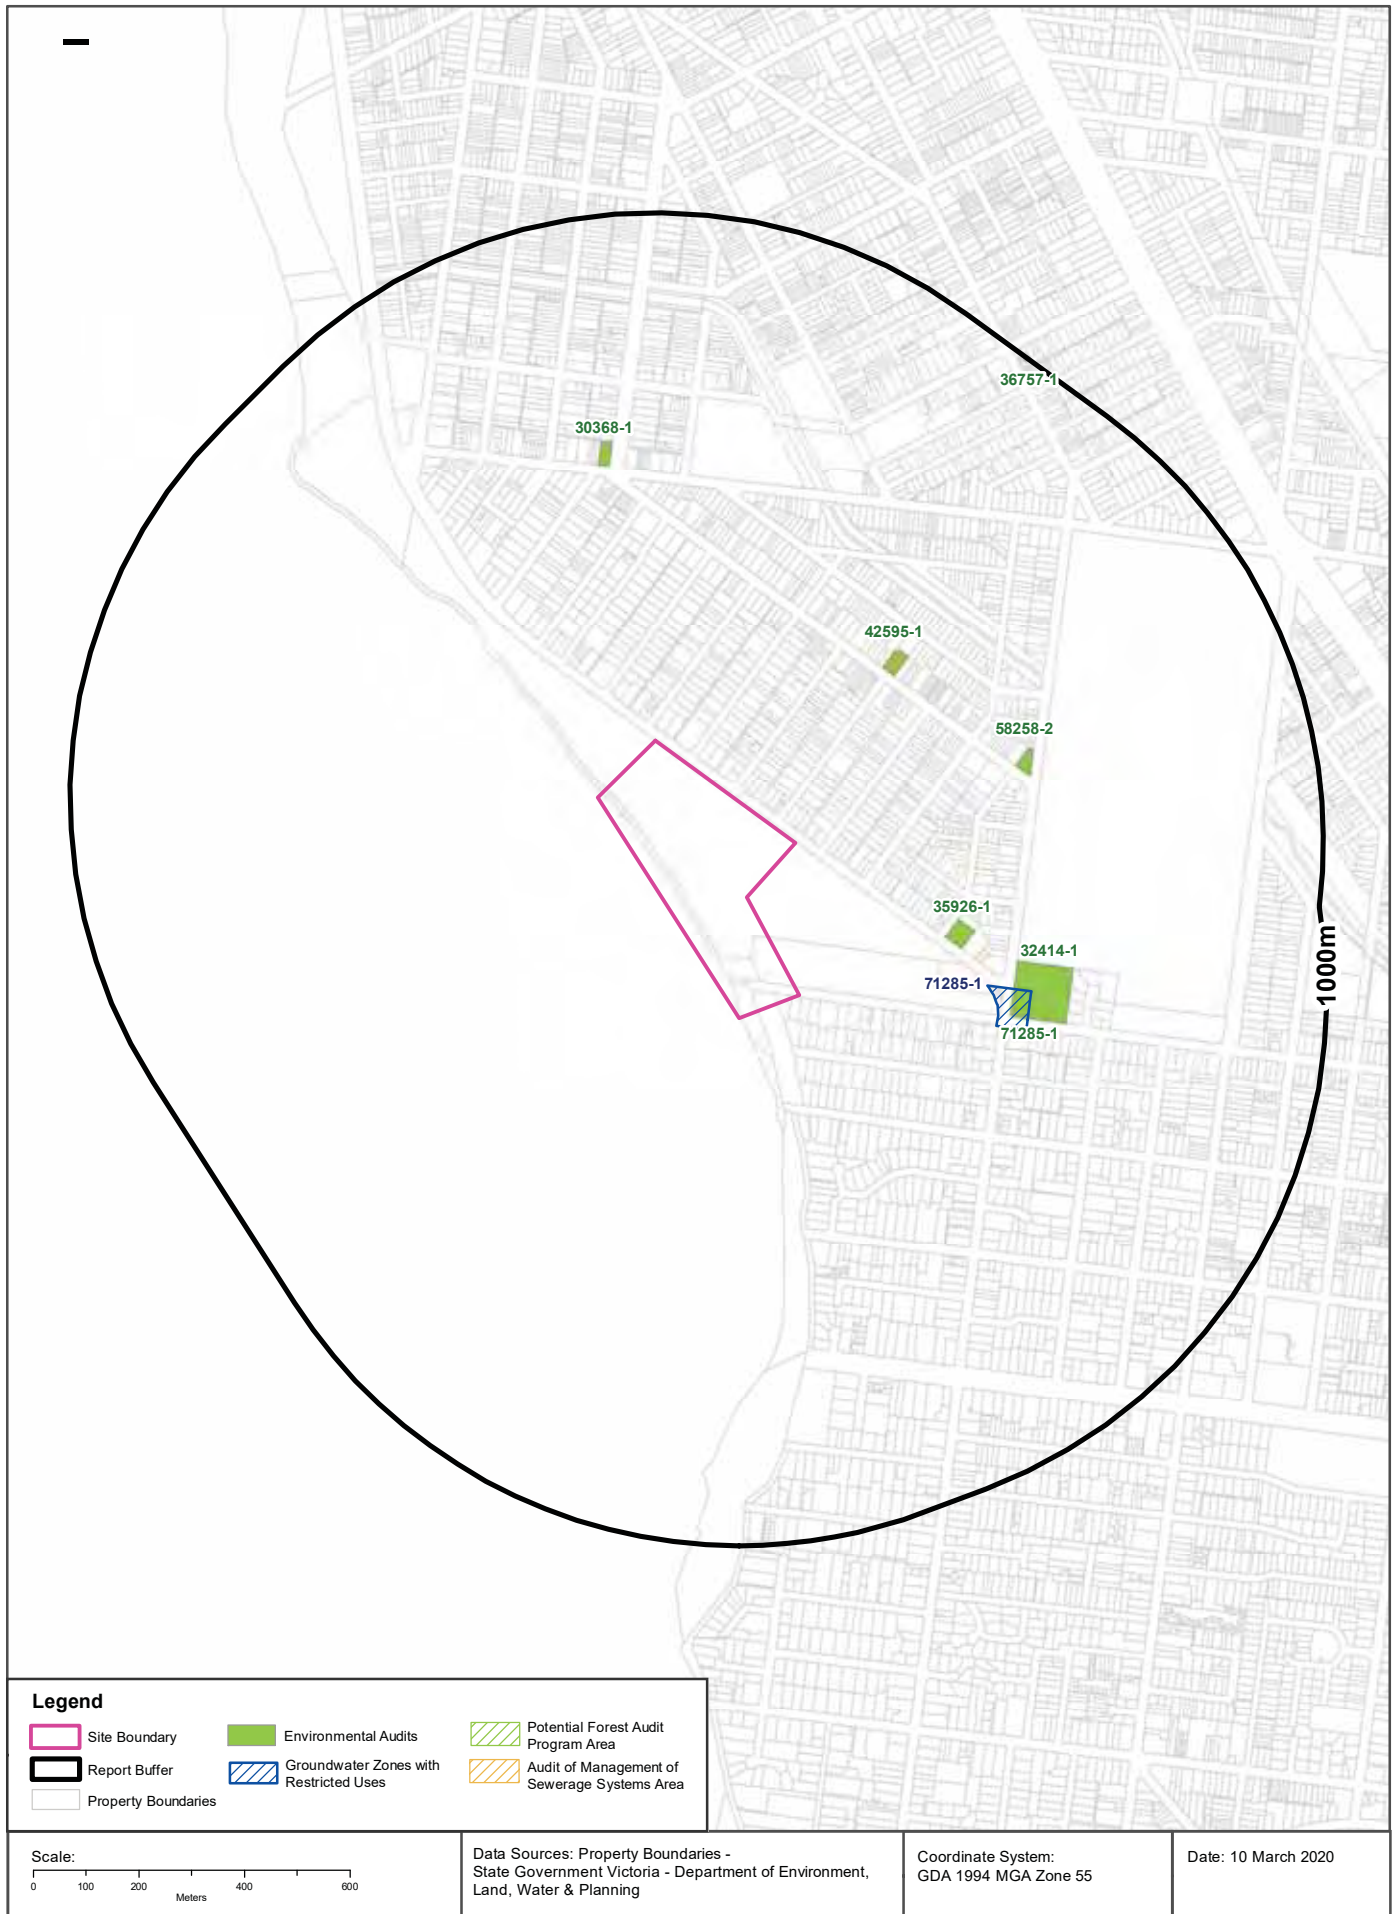 36757-1
30368-1
42595-1
58258-2
35926-1
32414-1
71285-1
71285-1
1000m
Legend
Site Boundary
Report Buffer
Property Boundaries
Environmental Audits
Groundwater Zones with
Restricted Uses
Potential Forest Audit
Program Area
Audit of Management of
Sewerage Systems Area
Scale:
0 100 200 400 600
Meters
Data Sources: Property Boundaries -
State Government Victoria - Department of Environment,
Land, Water & Planning
Coordinate System:
GDA 1994 MGA Zone 55
Date: 10 March 2020